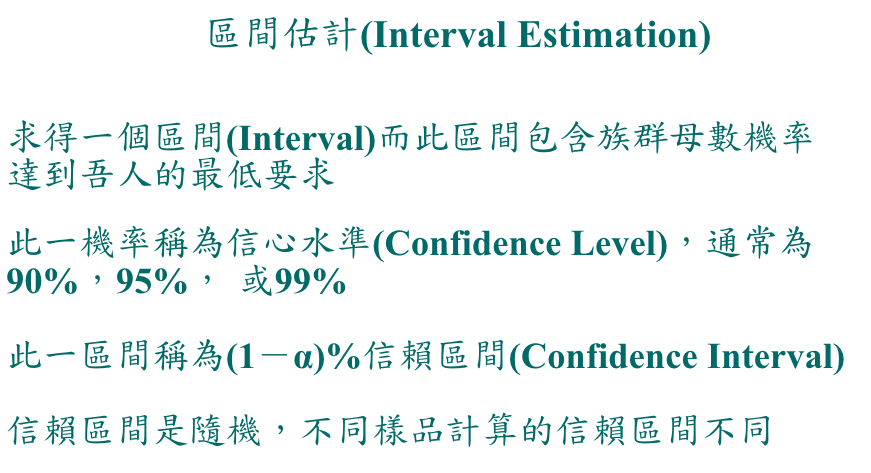 區間估計(Interval Estimation)
求得一個區間(Interval)而此區間包含族群母數機率
達到吾人的最低要求
此一機率稱為信心水準(Confidence Level)，通常為
90%，95%， 或99%
此一區間稱為(1－α)%信賴區間(Confidence Interval)
信賴區間是隨機，不同樣品計算的信賴區間不同